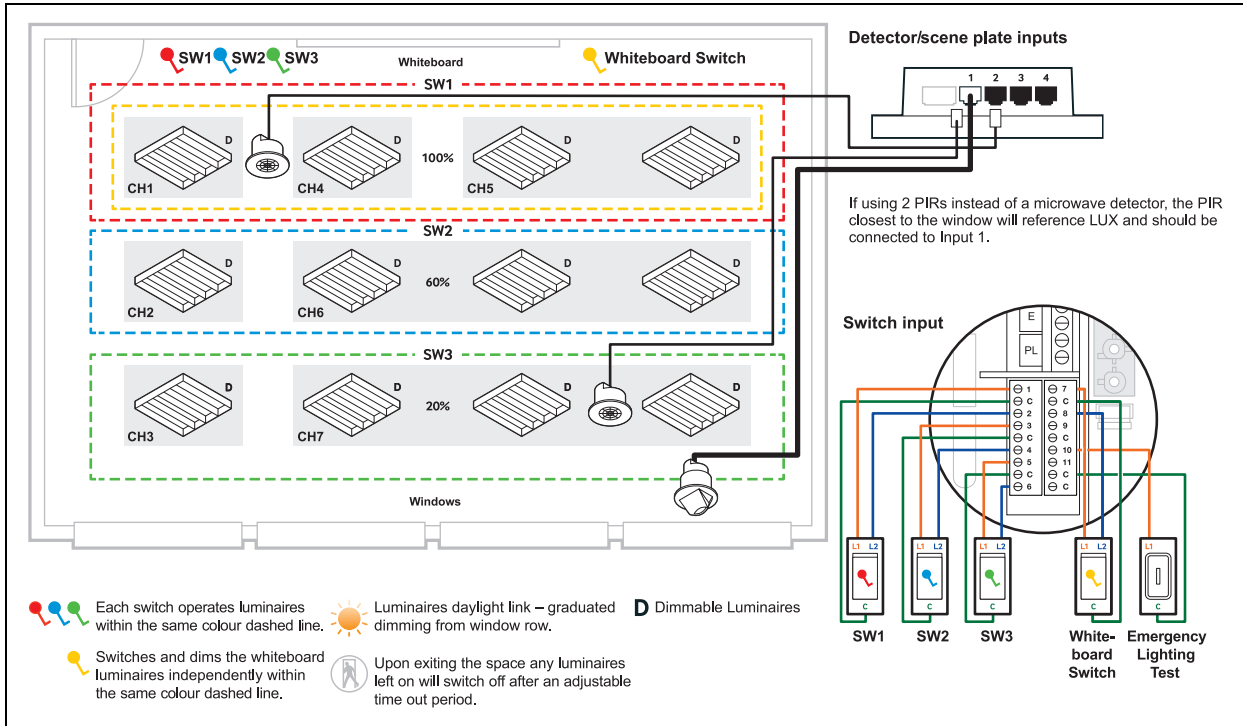 SW1 SW2 SW3
Whiteboard
Whiteboard Switch
SW1
D D D D
100%
CH1 CH4 CH5
SW2
D D D D
60%
CH2 CH6
SW3
D D D D
20%
CH3 CH7
Windows
Detector/scene plate inputs
1 2 3 4
If using 2 PIRs instead of a microwave detector, the PIR
closest to the window will reference LUX and should be
connected to Input 1.
Switch input
E
PL
1 7
C C
2 8
3 9
C C
4 10
5 11
C C
6 C
L1 L2 L1 L2 L1 L2 L1 L2 L1
C C C C C
SW1 SW2 SW3
White-
board
Switch
Emergency
Lighting
Test
Each switch operates luminaires
within the same colour dashed line.
Switches and dims the whiteboard
luminaires independently within
the same colour dashed line.
Luminaires daylight link – graduated
dimming from window row.
Upon exiting the space any luminaires
left on will switch off after an adjustable
time out period.
D Dimmable Luminaires